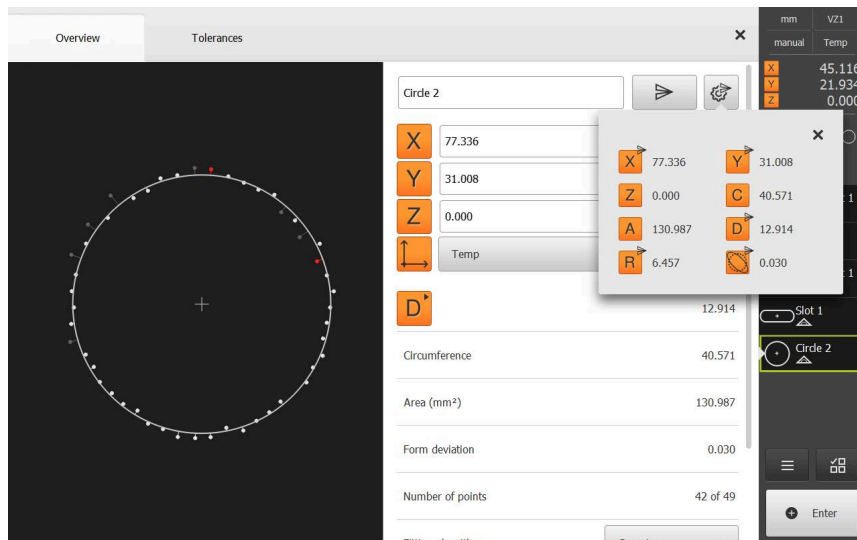 Overview
Tolerances
mm VZ1
manual Temp
X 45.116
Y 21.934
Z 0.000
Circle 2
X 77.336
Y 31.008
Z 0.000
Temp
X 77.336 Y 31.008
Z 0.000 C 40.571
A 130.987 D 12.914
R 6.457 0.030
D 12.914
Circumference 40.571
Area (mm²) 130.987
Form deviation 0.030
Number of points 42 of 49
1
1
Slot 1
Circle 2
Enter